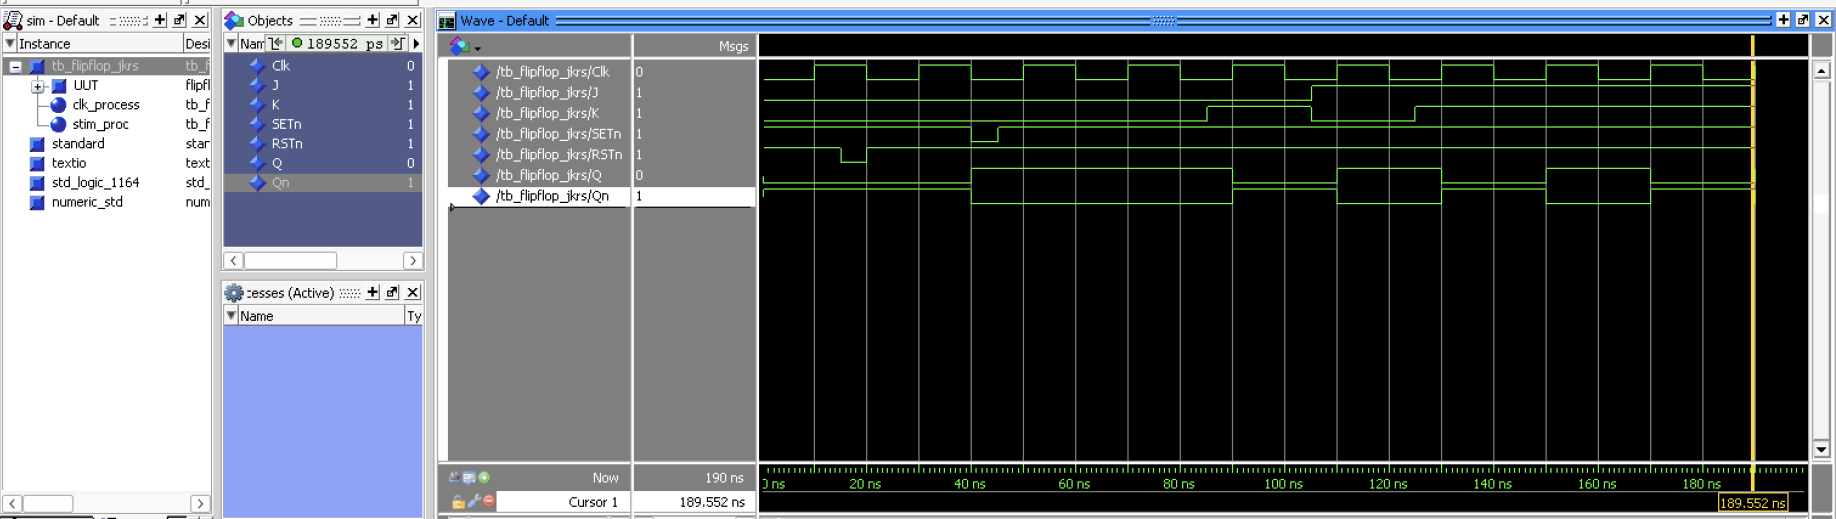 sim - Default
Instance
Desi
tb_flipflop_jkrs
tb_f
UUT
flipfl
clk_process
tb_f
stim_proc
tb_f
standard
star
textio
text
std_logic_1164
std_
numeric_std
num
Objects
Nam
189552 ps
Clk 0
J 1
K 1
SETn 1
RSTn 1
Q 0
Qn 1
cesses (Active)
Name
Ty
Wave - Default
Msgs
/tb_flipflop_jkrs/Clk 0
/tb_flipflop_jkrs/J 1
/tb_flipflop_jkrs/K 1
/tb_flipflop_jkrs/SETn 1
/tb_flipflop_jkrs/RSTn 1
/tb_flipflop_jkrs/Q 0
/tb_flipflop_jkrs/Qn 1
Now 190 ns
ns 20 ns 40 ns 60 ns 80 ns 100 ns 120 ns 140 ns 160 ns 180 ns
Cursor 1 189.552 ns
189.552 ns